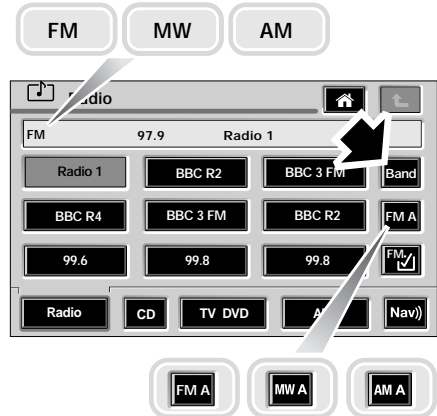 FM MW AM
Radio
FM 97.9 Radio 1
Radio 1 BBC R2 BBC 3 FM Band
BBC R4 BBC 3 FM BBC R2 FM A
99.6 99.8 99.8 FM
Radio CD TV DVD Nav))
FM A MW A AM A